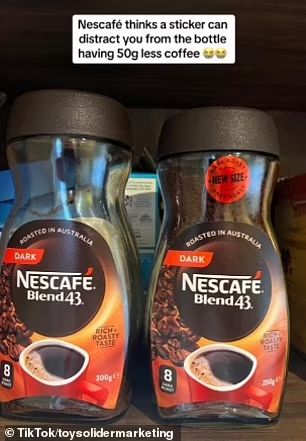 Nescafé thinks a sticker can
distract you from the bottle
having 50g less coffee 😭😭
ROASTED IN AUSTRALIA
DARK
NESCAFÉ
Blend 43
RICH
ROASTY
TASTE
8
300g
NEW SIZE
ROASTED IN AUSTRALIA
DARK
NESCAFÉ
Blend 43
RICH
ROASTY
TASTE
8
250g
© TikTok/toysolidermarketing